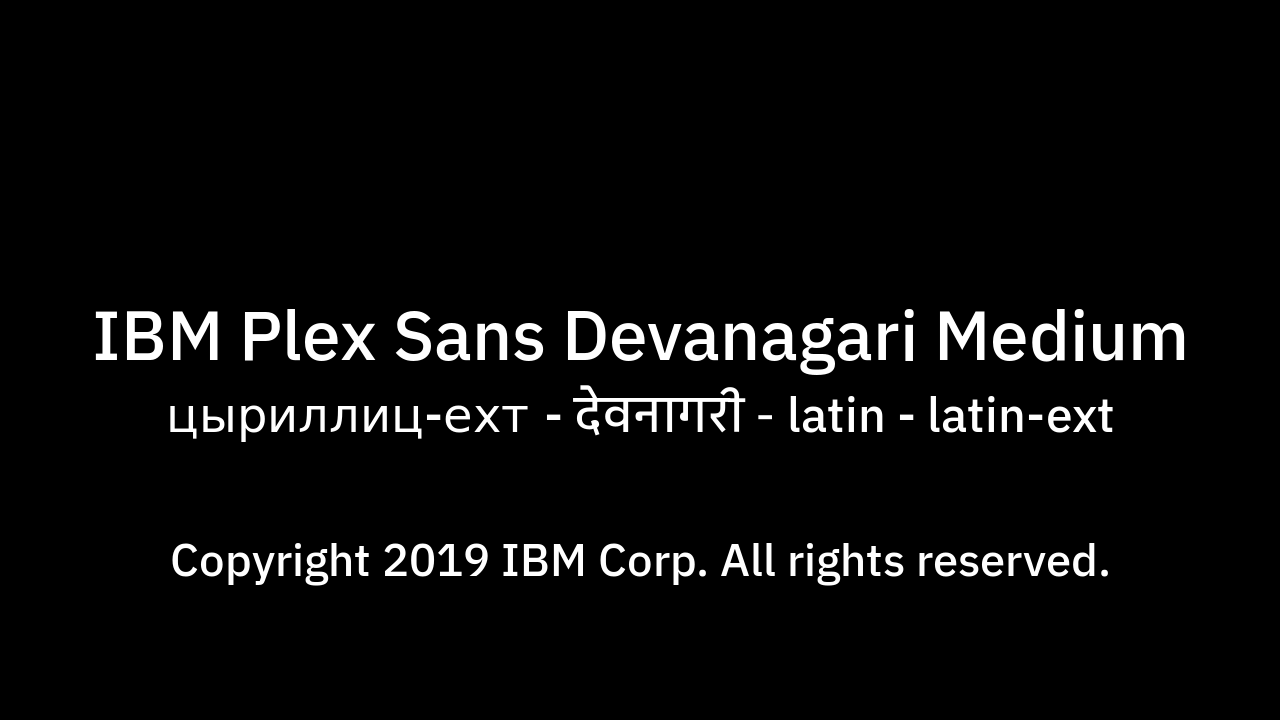 IBM Plex Sans Devanagari Medium
цыриллиц-ехт - देवनागरी - latin - latin-ext
Copyright 2019 IBM Corp. All rights reserved.